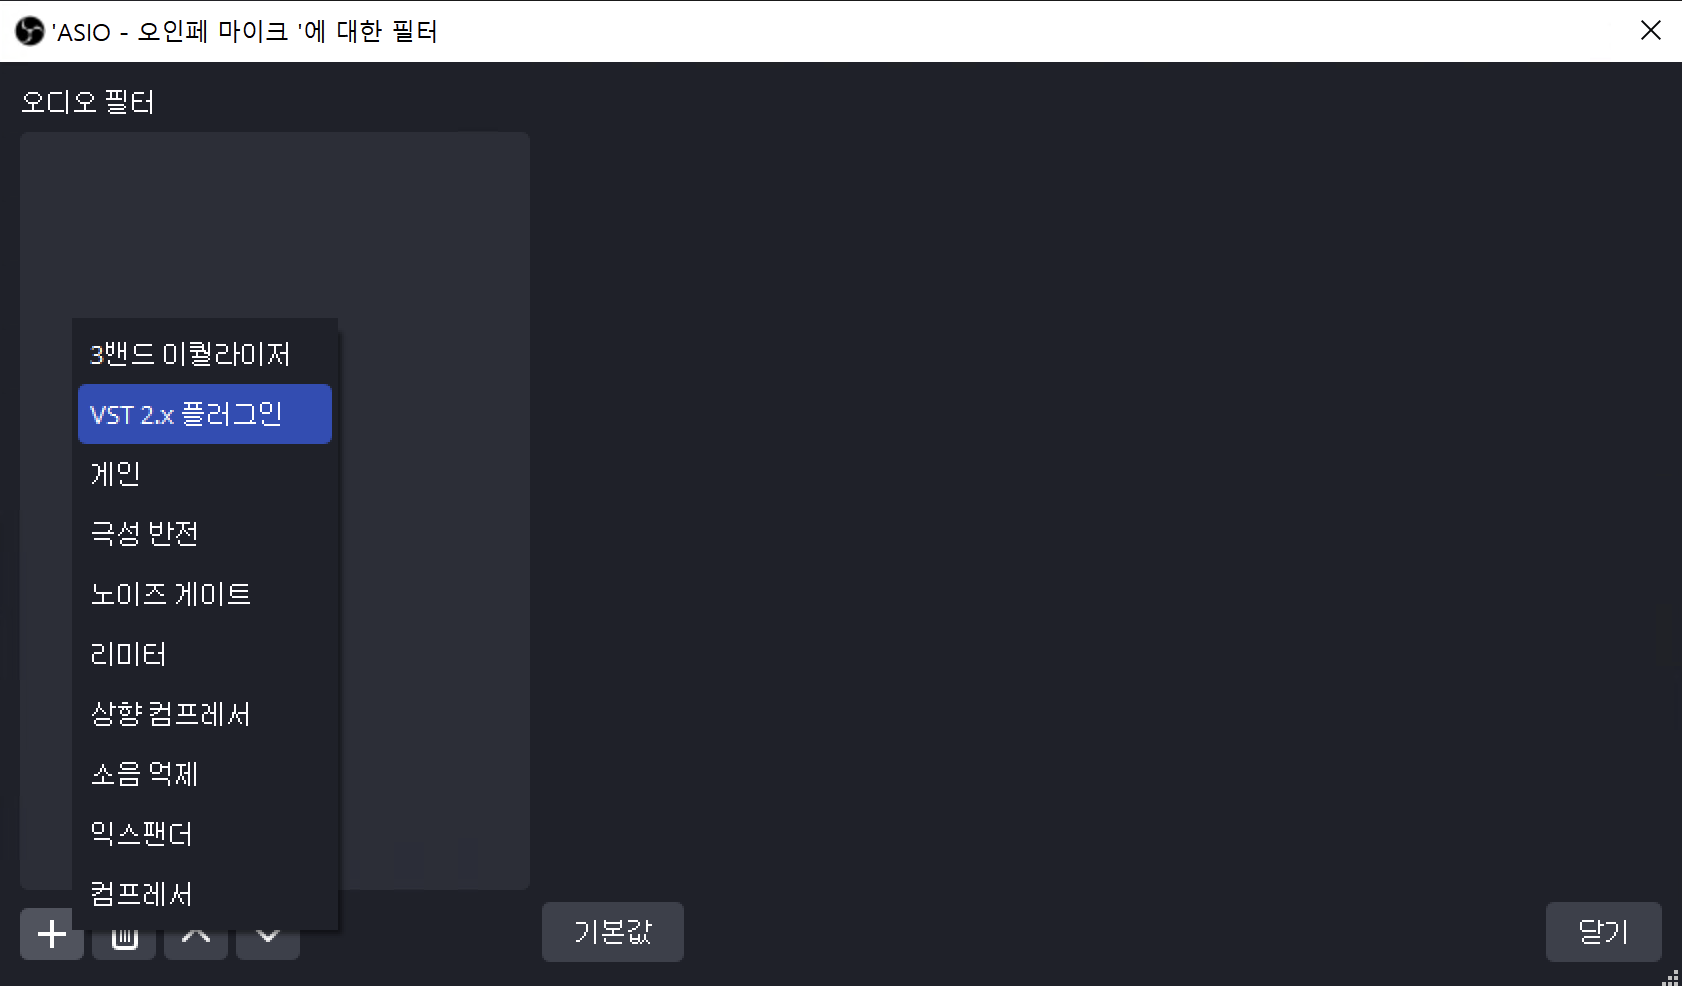 'ASIO - 오인페 마이크 '에 대한 필터
오디오 필터
3밴드 이퀄라이저
VST 2.x 플러그인
게인
극성 반전
노이즈 게이트
리미터
상향 컴프레서
소음 억제
익스팬더
컴프레서
기본값
닫기